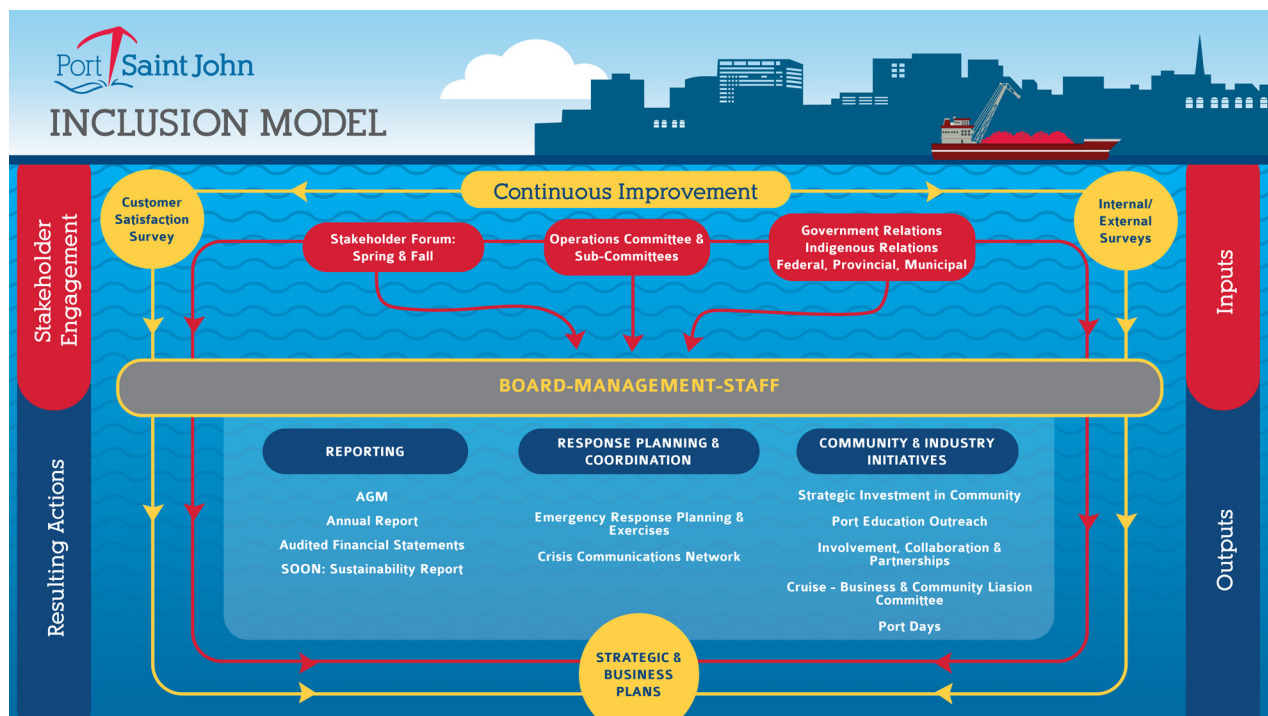 Port Saint John
INCLUSION MODEL
Stakeholder
Engagement
Resulting Actions
Inputs
Outputs
Continuous Improvement
Customer
Satisfaction
Survey
Internal/
External
Surveys
Stakeholder Forum:
Spring & Fall
Operations Committee &
Sub-Committees
Government Relations
Indigenous Relations
Federal, Provincial, Municipal
BOARD-MANAGEMENT-STAFF
REPORTING
AGM
Annual Report
Audited Financial Statements
SOON: Sustainability Report
RESPONSE PLANNING &
COORDINATION
Emergency Response Planning &
Exercises
Crisis Communications Network
COMMUNITY & INDUSTRY
INITIATIVES
Strategic Investment in Community
Port Education Outreach
Involvement, Collaboration &
Partnerships
Cruise - Business & Community Liasion
Committee
Port Days
STRATEGIC &
BUSINESS
PLANS